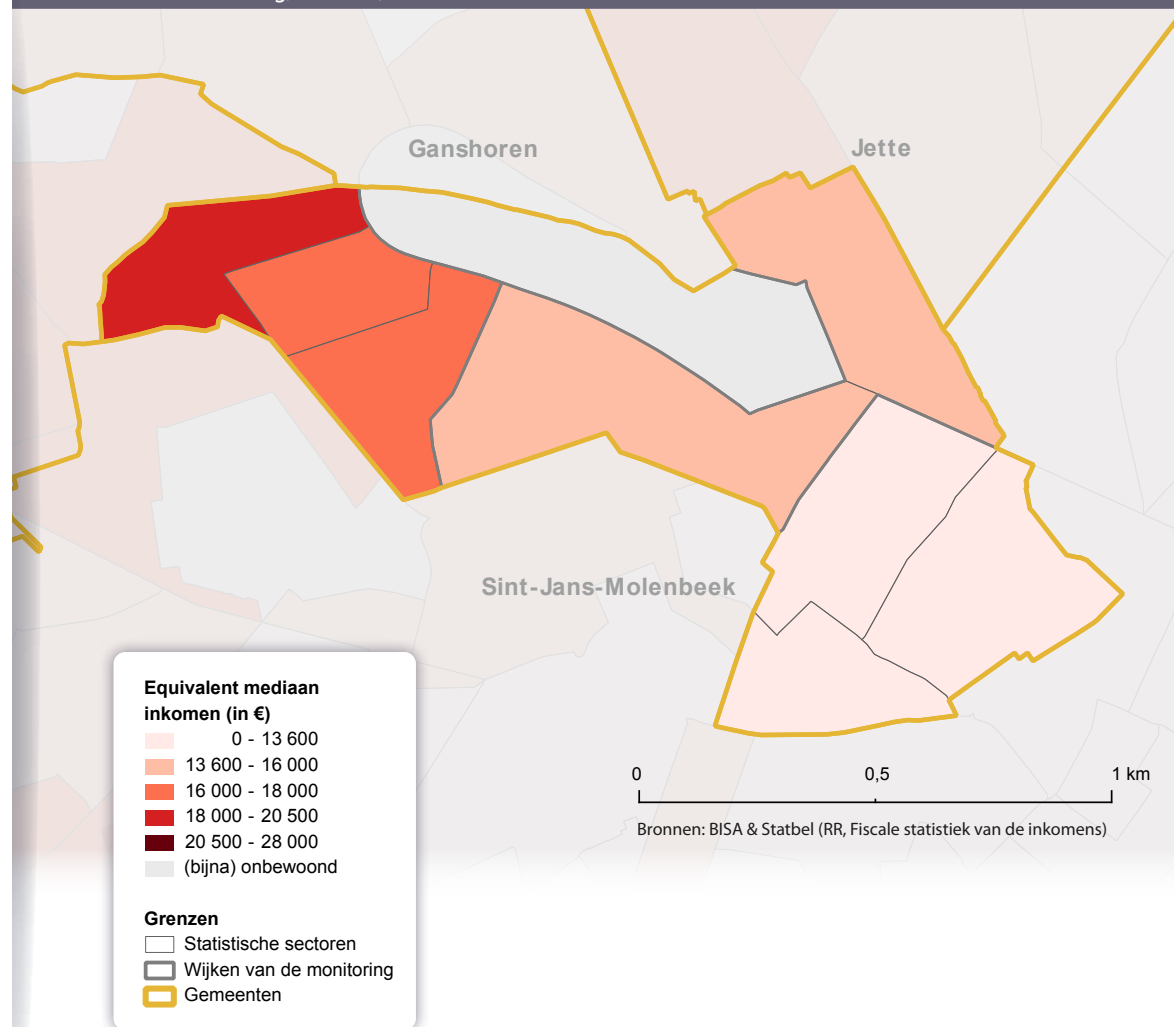 Ganshoren
Jette
Sint-Jans-Molenbeek
Equivalent mediaan
inkomen (in €)
0 - 13 600
13 600 - 16 000
16 000 - 18 000
18 000 - 20 500
20 500 - 28 000
(bijna) onbewoond
Grenzen
Statistische sectoren
Wijken van de monitoring
Gemeenten
0 0,5 1 km
Bronnen: BISA & Statbel (RR, Fiscale statistiek van de inkomens)